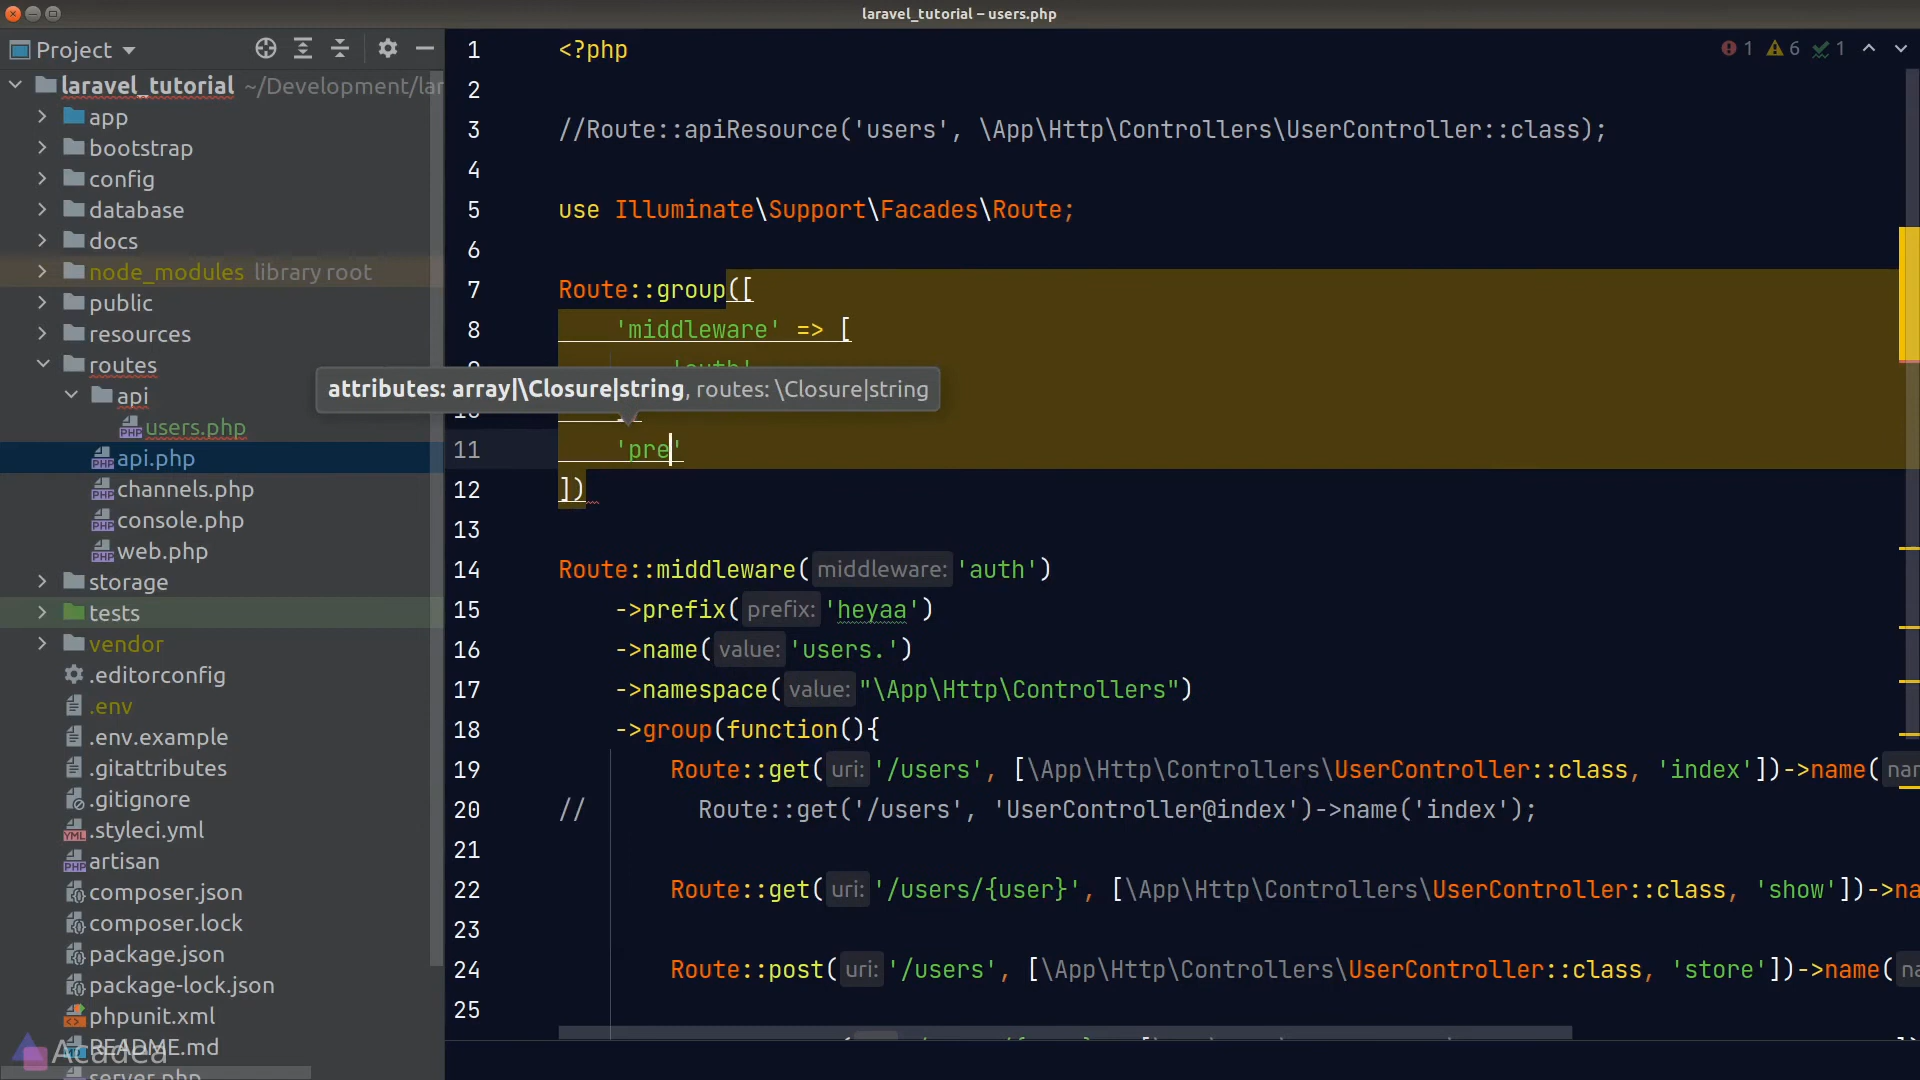 laravel_tutorial – users.php
Project
laravel_tutorial ~/Development/lar
app
bootstrap
config
database
docs
node_modules library root
public
resources
routes
api
users.php
api.php
channels.php
console.php
web.php
storage
tests
vendor
.editorconfig
.env
.env.example
.gitattributes
.gitignore
.styleci.yml
artisan
composer.json
composer.lock
package.json
package-lock.json
phpunit.xml
README.md
server.php
Acadea
1 6 1
1 <?php
2
3 //Route::apiResource('users', \App\Http\Controllers\UserController::class);
4
5 use Illuminate\Support\Facades\Route;
6
7 Route::group([
8 'middleware' => [
'auth'
attributes: array|\Closure|string, routes: \Closure|string
11 'pre'
12 ])
13
14 Route::middleware( middleware: 'auth')
15 ->prefix( prefix: 'heyaa')
16 ->name( value: 'users.')
17 ->namespace( value: "\App\Http\Controllers")
18 ->group(function(){
19 Route::get( uri: '/users', [\App\Http\Controllers\UserController::class, 'index'])->name( nam
20 // Route::get('/users', 'UserController@index')->name('index');
21
22 Route::get( uri: '/users/{user}', [\App\Http\Controllers\UserController::class, 'show'])->na
23
24 Route::post( uri: '/users', [\App\Http\Controllers\UserController::class, 'store'])->name( na
25